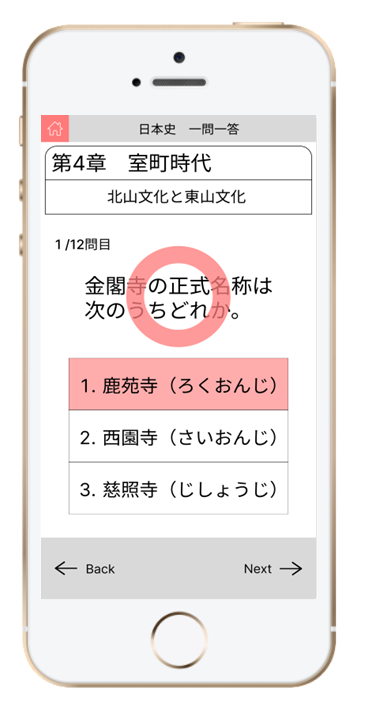 日本史　一問一答
第4章　室町時代
北山文化と東山文化
1 /12問目
金閣寺の正式名称は
次のうちどれか。
1. 鹿苑寺（ろくおんじ）
2. 西園寺（さいおんじ）
3. 慈照寺（じしょうじ）
Back
Next